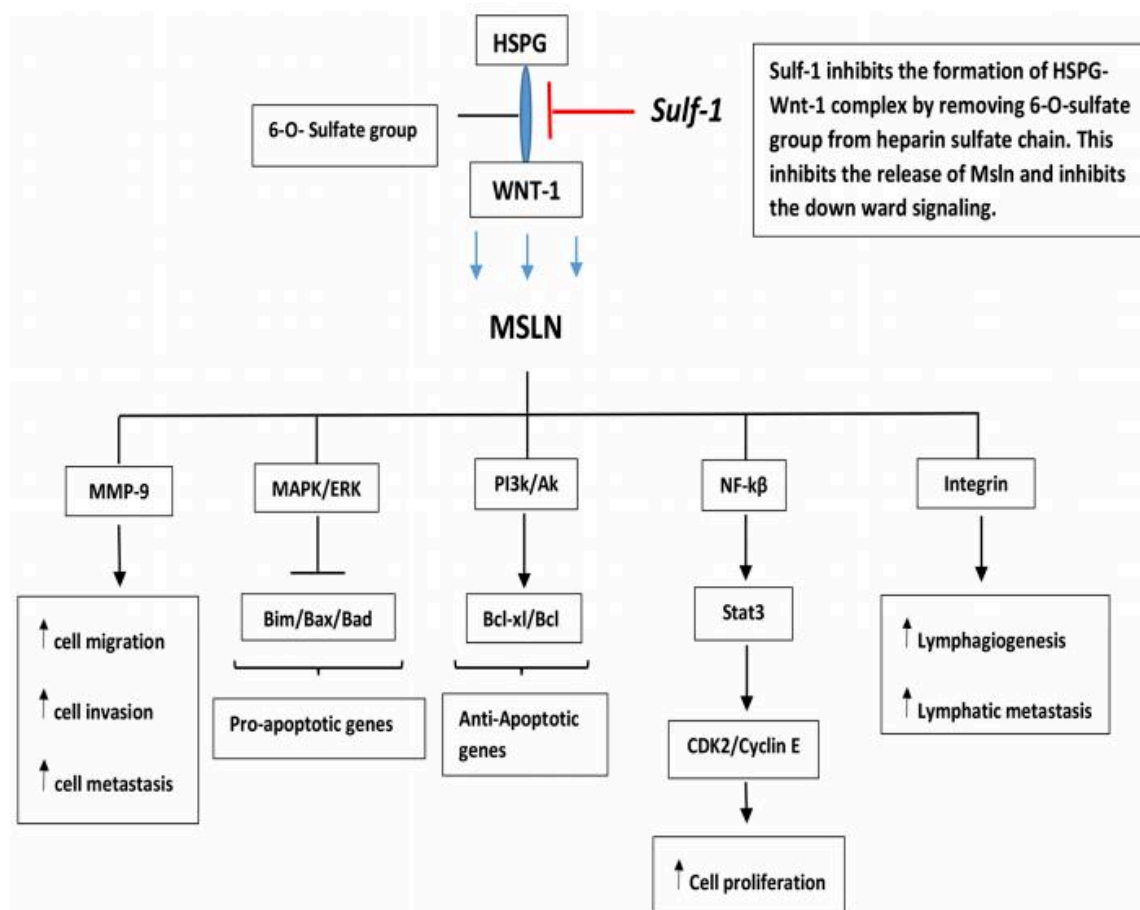 HSPG
Sulf-1 inhibits the formation of HSPG-
Wnt-1 complex by removing 6-O-sulfate
group from heparin sulfate chain. This
inhibits the release of Msln and inhibits
the down ward signaling.
6-O- Sulfate group
Sulf-1
WNT-1
MSLN
MMP-9
MAPK/ERK
PI3k/Ak
NF-kβ
Integrin
cell migration
cell invasion
cell metastasis
Bim/Bax/Bad
Pro-apoptotic genes
Bcl-xl/Bcl
Anti-Apoptotic
genes
Stat3
CDK2/Cyclin E
Cell proliferation
Lymphagiogenesis
Lymphatic metastasis